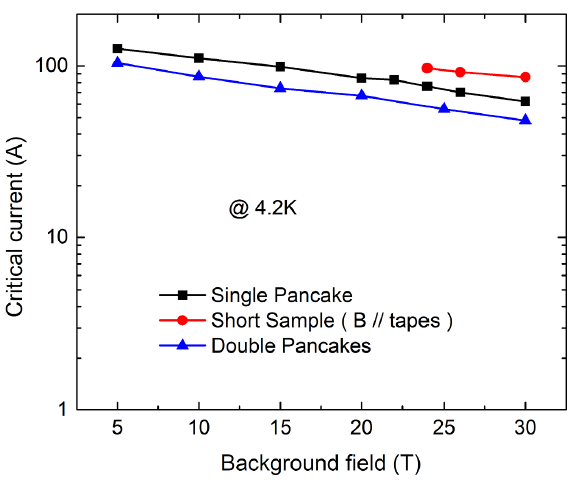 100
10
1
Critical current (A)
@ 4.2K
Single Pancake
Short Sample ( B // tapes )
Double Pancakes
5 10 15 20 25 30
Background field (T)